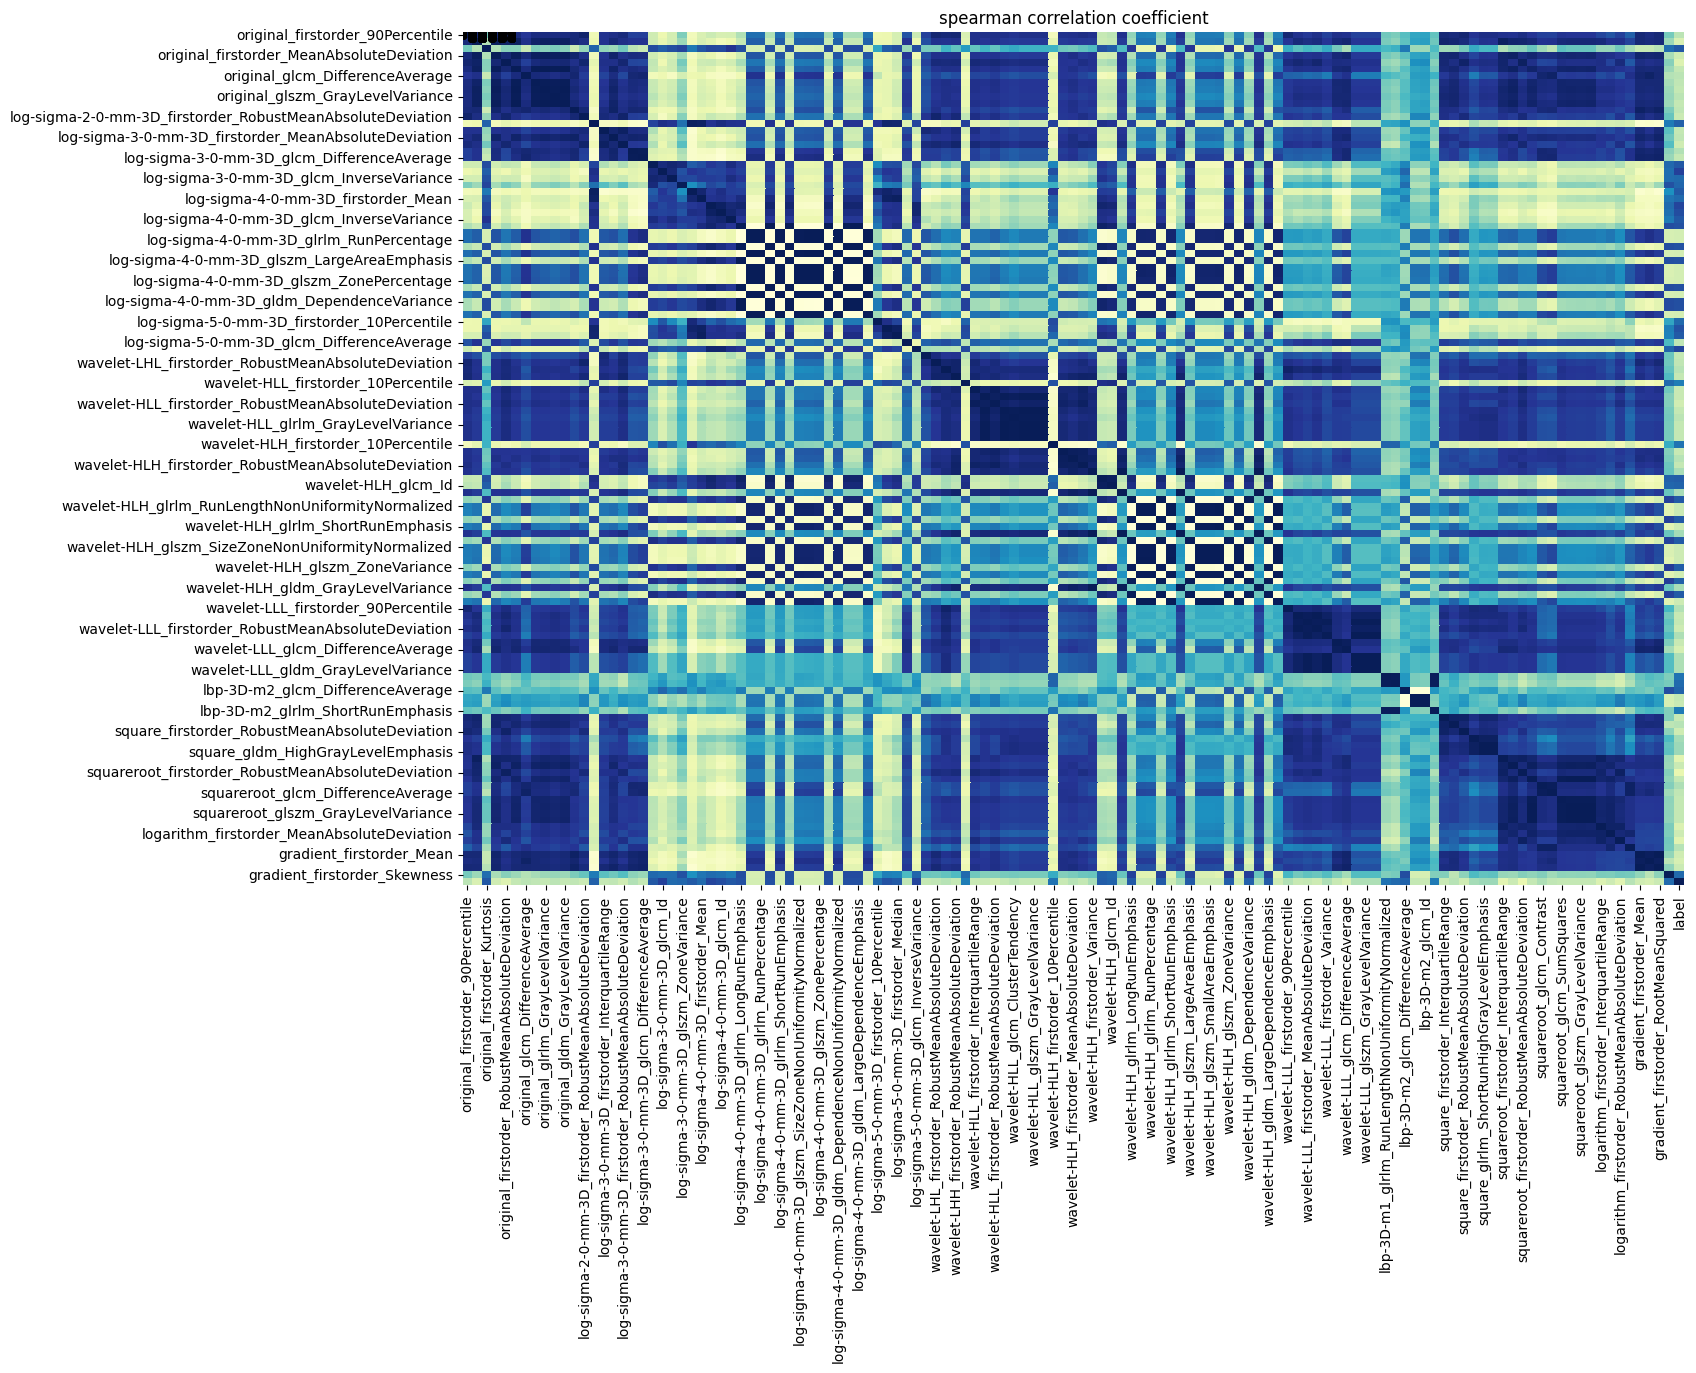 spearman correlation coefficient
original_firstorder_90Percentile
original_firstorder_MeanAbsoluteDeviation
original_glcm_DifferenceAverage
original_glszm_GrayLevelVariance
log-sigma-2-0-mm-3D_firstorder_RobustMeanAbsoluteDeviation
log-sigma-3-0-mm-3D_firstorder_MeanAbsoluteDeviation
log-sigma-3-0-mm-3D_glcm_DifferenceAverage
log-sigma-3-0-mm-3D_glcm_InverseVariance
log-sigma-4-0-mm-3D_firstorder_Mean
log-sigma-4-0-mm-3D_glcm_InverseVariance
log-sigma-4-0-mm-3D_glrlm_RunPercentage
log-sigma-4-0-mm-3D_glszm_LargeAreaEmphasis
log-sigma-4-0-mm-3D_glszm_ZonePercentage
log-sigma-4-0-mm-3D_gldm_DependenceVariance
log-sigma-5-0-mm-3D_firstorder_10Percentile
log-sigma-5-0-mm-3D_glcm_DifferenceAverage
wavelet-LHL_firstorder_RobustMeanAbsoluteDeviation
wavelet-HLL_firstorder_10Percentile
wavelet-HLL_firstorder_RobustMeanAbsoluteDeviation
wavelet-HLL_glrlm_GrayLevelVariance
wavelet-HLH_firstorder_10Percentile
wavelet-HLH_firstorder_RobustMeanAbsoluteDeviation
wavelet-HLH_glcm_Id
wavelet-HLH_glrlm_RunLengthNonUniformityNormalized
wavelet-HLH_glrlm_ShortRunEmphasis
wavelet-HLH_glszm_SizeZoneNonUniformityNormalized
wavelet-HLH_glszm_ZoneVariance
wavelet-HLH_gldm_GrayLevelVariance
wavelet-LLL_firstorder_90Percentile
wavelet-LLL_firstorder_RobustMeanAbsoluteDeviation
wavelet-LLL_glcm_DifferenceAverage
wavelet-LLL_gldm_GrayLevelVariance
lbp-3D-m2_glcm_DifferenceAverage
lbp-3D-m2_glrlm_ShortRunEmphasis
square_firstorder_RobustMeanAbsoluteDeviation
square_gldm_HighGrayLevelEmphasis
squareroot_firstorder_RobustMeanAbsoluteDeviation
squareroot_glcm_DifferenceAverage
squareroot_glszm_GrayLevelVariance
logarithm_firstorder_MeanAbsoluteDeviation
gradient_firstorder_Mean
gradient_firstorder_Skewness
original_firstorder_90Percentile
original_firstorder_Kurtosis
original_firstorder_RobustMeanAbsoluteDeviation
original_glcm_DifferenceAverage
original_glrlm_GrayLevelVariance
original_gldm_GrayLevelVariance
log-sigma-2-0-mm-3D_firstorder_RobustMeanAbsoluteDeviation
log-sigma-3-0-mm-3D_firstorder_InterquartileRange
log-sigma-3-0-mm-3D_firstorder_RobustMeanAbsoluteDeviation
log-sigma-3-0-mm-3D_glcm_DifferenceAverage
log-sigma-3-0-mm-3D_glcm_Id
log-sigma-3-0-mm-3D_glszm_ZoneVariance
log-sigma-4-0-mm-3D_firstorder_Mean
log-sigma-4-0-mm-3D_glcm_Id
log-sigma-4-0-mm-3D_glrlm_LongRunEmphasis
log-sigma-4-0-mm-3D_glrlm_RunPercentage
log-sigma-4-0-mm-3D_glrlm_ShortRunEmphasis
log-sigma-4-0-mm-3D_glszm_SizeZoneNonUniformityNormalized
log-sigma-4-0-mm-3D_glszm_ZonePercentage
log-sigma-4-0-mm-3D_gldm_DependenceNonUniformityNormalized
log-sigma-4-0-mm-3D_gldm_LargeDependenceEmphasis
log-sigma-5-0-mm-3D_firstorder_10Percentile
log-sigma-5-0-mm-3D_firstorder_Median
log-sigma-5-0-mm-3D_glcm_InverseVariance
wavelet-LHL_firstorder_RobustMeanAbsoluteDeviation
wavelet-LHH_firstorder_RobustMeanAbsoluteDeviation
wavelet-HLL_firstorder_InterquartileRange
wavelet-HLL_firstorder_RobustMeanAbsoluteDeviation
wavelet-HLL_glcm_ClusterTendency
wavelet-HLL_glszm_GrayLevelVariance
wavelet-HLH_firstorder_10Percentile
wavelet-HLH_firstorder_MeanAbsoluteDeviation
wavelet-HLH_firstorder_Variance
wavelet-HLH_glcm_Id
wavelet-HLH_glrlm_LongRunEmphasis
wavelet-HLH_glrlm_RunPercentage
wavelet-HLH_glrlm_ShortRunEmphasis
wavelet-HLH_glszm_LargeAreaEmphasis
wavelet-HLH_glszm_SmallAreaEmphasis
wavelet-HLH_glszm_ZoneVariance
wavelet-HLH_gldm_DependenceVariance
wavelet-HLH_gldm_LargeDependenceEmphasis
wavelet-LLL_firstorder_90Percentile
wavelet-LLL_firstorder_MeanAbsoluteDeviation
wavelet-LLL_firstorder_Variance
wavelet-LLL_glcm_DifferenceAverage
wavelet-LLL_glszm_GrayLevelVariance
lbp-3D-m1_glrlm_RunLengthNonUniformityNormalized
lbp-3D-m2_glcm_DifferenceAverage
lbp-3D-m2_glcm_Id
square_firstorder_InterquartileRange
square_firstorder_RobustMeanAbsoluteDeviation
square_glrlm_ShortRunHighGrayLevelEmphasis
squareroot_firstorder_InterquartileRange
squareroot_firstorder_RobustMeanAbsoluteDeviation
squareroot_glcm_Contrast
squareroot_glcm_SumSquares
squareroot_glszm_GrayLevelVariance
logarithm_firstorder_InterquartileRange
logarithm_firstorder_RobustMeanAbsoluteDeviation
gradient_firstorder_Mean
gradient_firstorder_RootMeanSquared
label